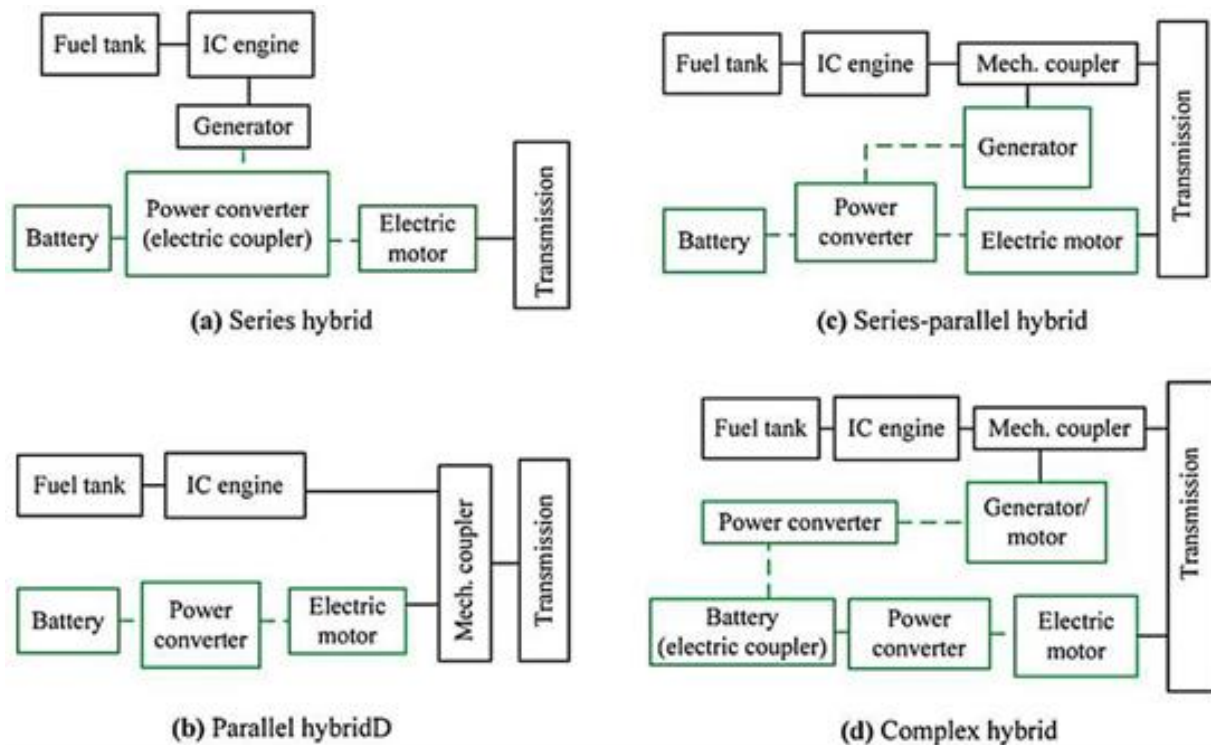 Fuel tank
IC engine
Generator
Battery
Power converter
(electric coupler)
Electric
motor
Transmission
(a) Series hybrid
Fuel tank
IC engine
Mech. coupler
Generator
Battery
Power
converter
Electric motor
Transmission
(c) Series-parallel hybrid
Fuel tank
IC engine
Battery
Power
converter
Electric
motor
Mech. coupler
Transmission
(b) Parallel hybridD
Fuel tank
IC engine
Mech. coupler
Power converter
Generator/
motor
Battery
(electric coupler)
Power
converter
Electric
motor
Transmission
(d) Complex hybrid